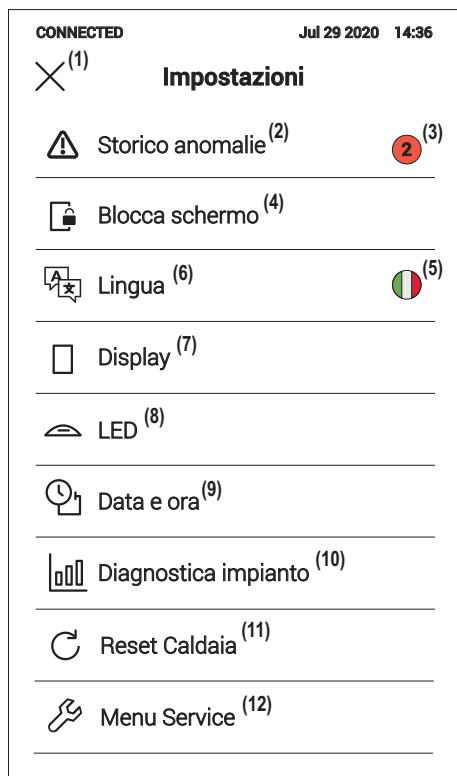 CONNECTED Jul 29 2020 14:36
(1) Impostazioni
Storico anomalie (2) 2 (3)
Blocca schermo (4)
A Lingua (6) (5)
Display (7)
LED (8)
Data e ora (9)
Diagnostica impianto (10)
Reset Caldaia (11)
Menu Service (12)